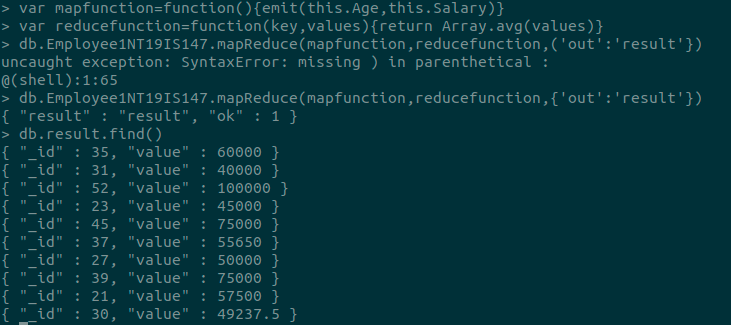 > var mapfunction=function(){emit(this.Age,this.Salary)}
> var reducefunction=function(key,values){return Array.avg(values)}
> db.Employee1NT19IS147.mapReduce(mapfunction,reducefunction,('out':'result'})
uncaught exception: SyntaxError: missing ) in parenthetical :
@(shell):1:65
> db.Employee1NT19IS147.mapReduce(mapfunction,reducefunction,{'out':'result'})
{ "result" : "result", "ok" : 1 }
> db.result.find()
{ "_id" : 35, "value" : 60000 }
{ "_id" : 31, "value" : 40000 }
{ "_id" : 52, "value" : 100000 }
{ "_id" : 23, "value" : 45000 }
{ "_id" : 45, "value" : 75000 }
{ "_id" : 37, "value" : 55650 }
{ "_id" : 27, "value" : 50000 }
{ "_id" : 39, "value" : 75000 }
{ "_id" : 21, "value" : 57500 }
{ "_id" : 30, "value" : 49237.5 }